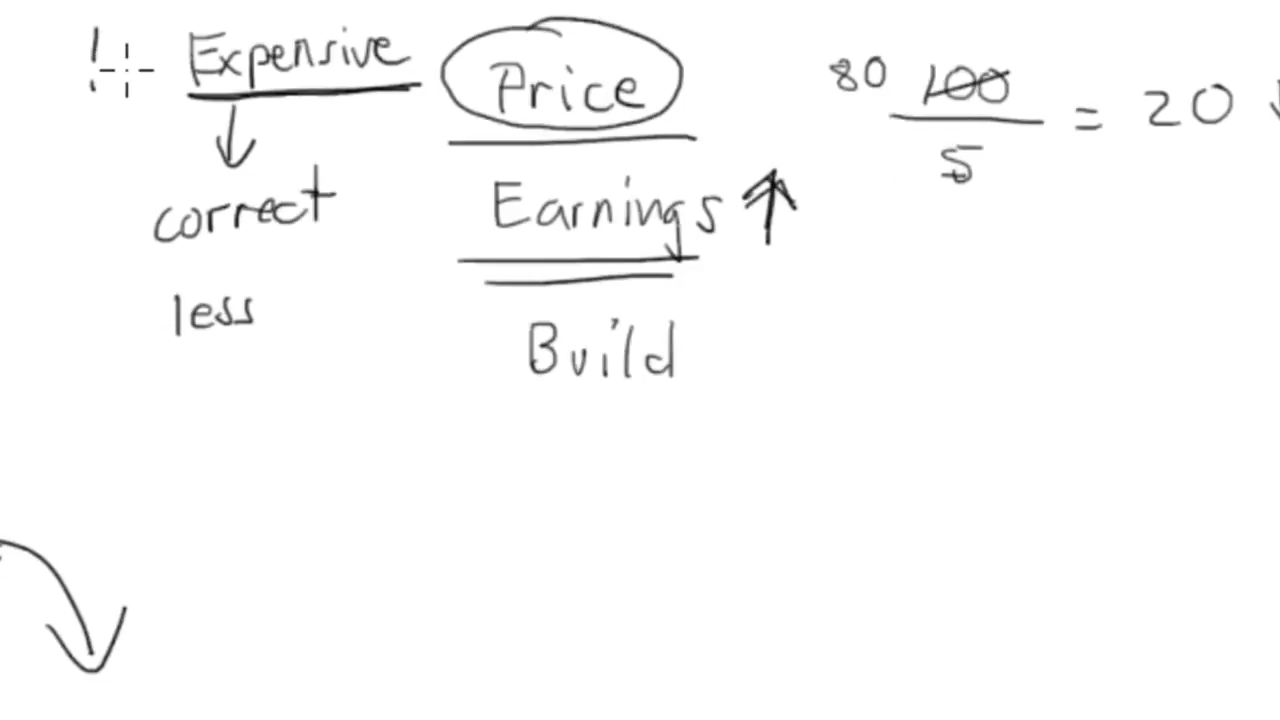 ! Expensive
correct
less
Price
Earnings ↑
Build
80 100
5
= 20